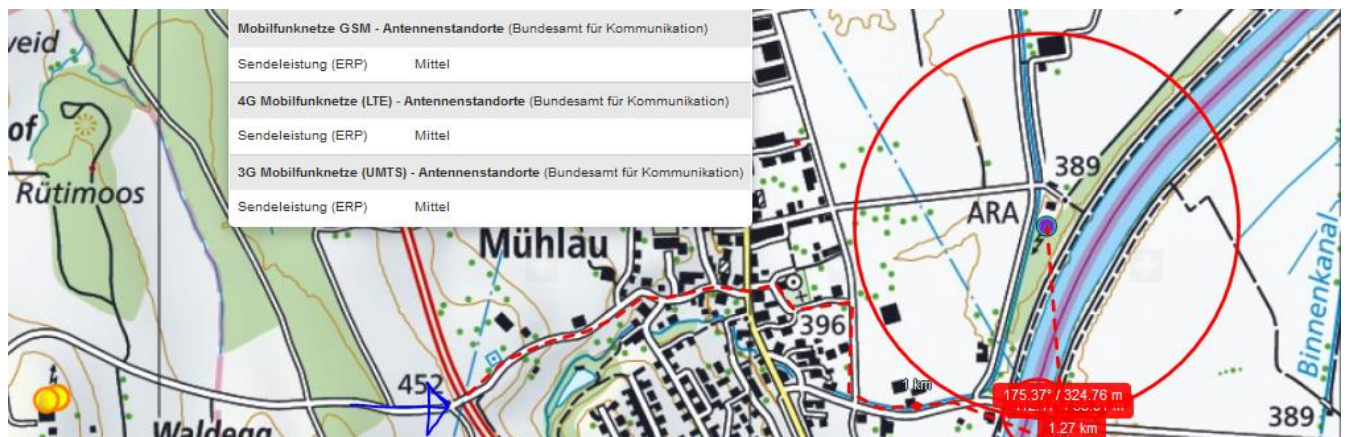 Mobilfunknetze GSM - Antennenstandorte (Bundesamt für Kommunikation)
Sendeleistung (ERP) Mittel
4G Mobilfunknetze (LTE) - Antennenstandorte (Bundesamt für Kommunikation)
Sendeleistung (ERP) Mittel
3G Mobilfunknetze (UMTS) - Antennenstandorte (Bundesamt für Kommunikation)
Sendeleistung (ERP) Mittel
veid
of
Rütimoos
Mühlau
389
ARA
396
452
1 km
175.37° / 324.76 m
1.27 km
Waldegg
Binnenkanal
389